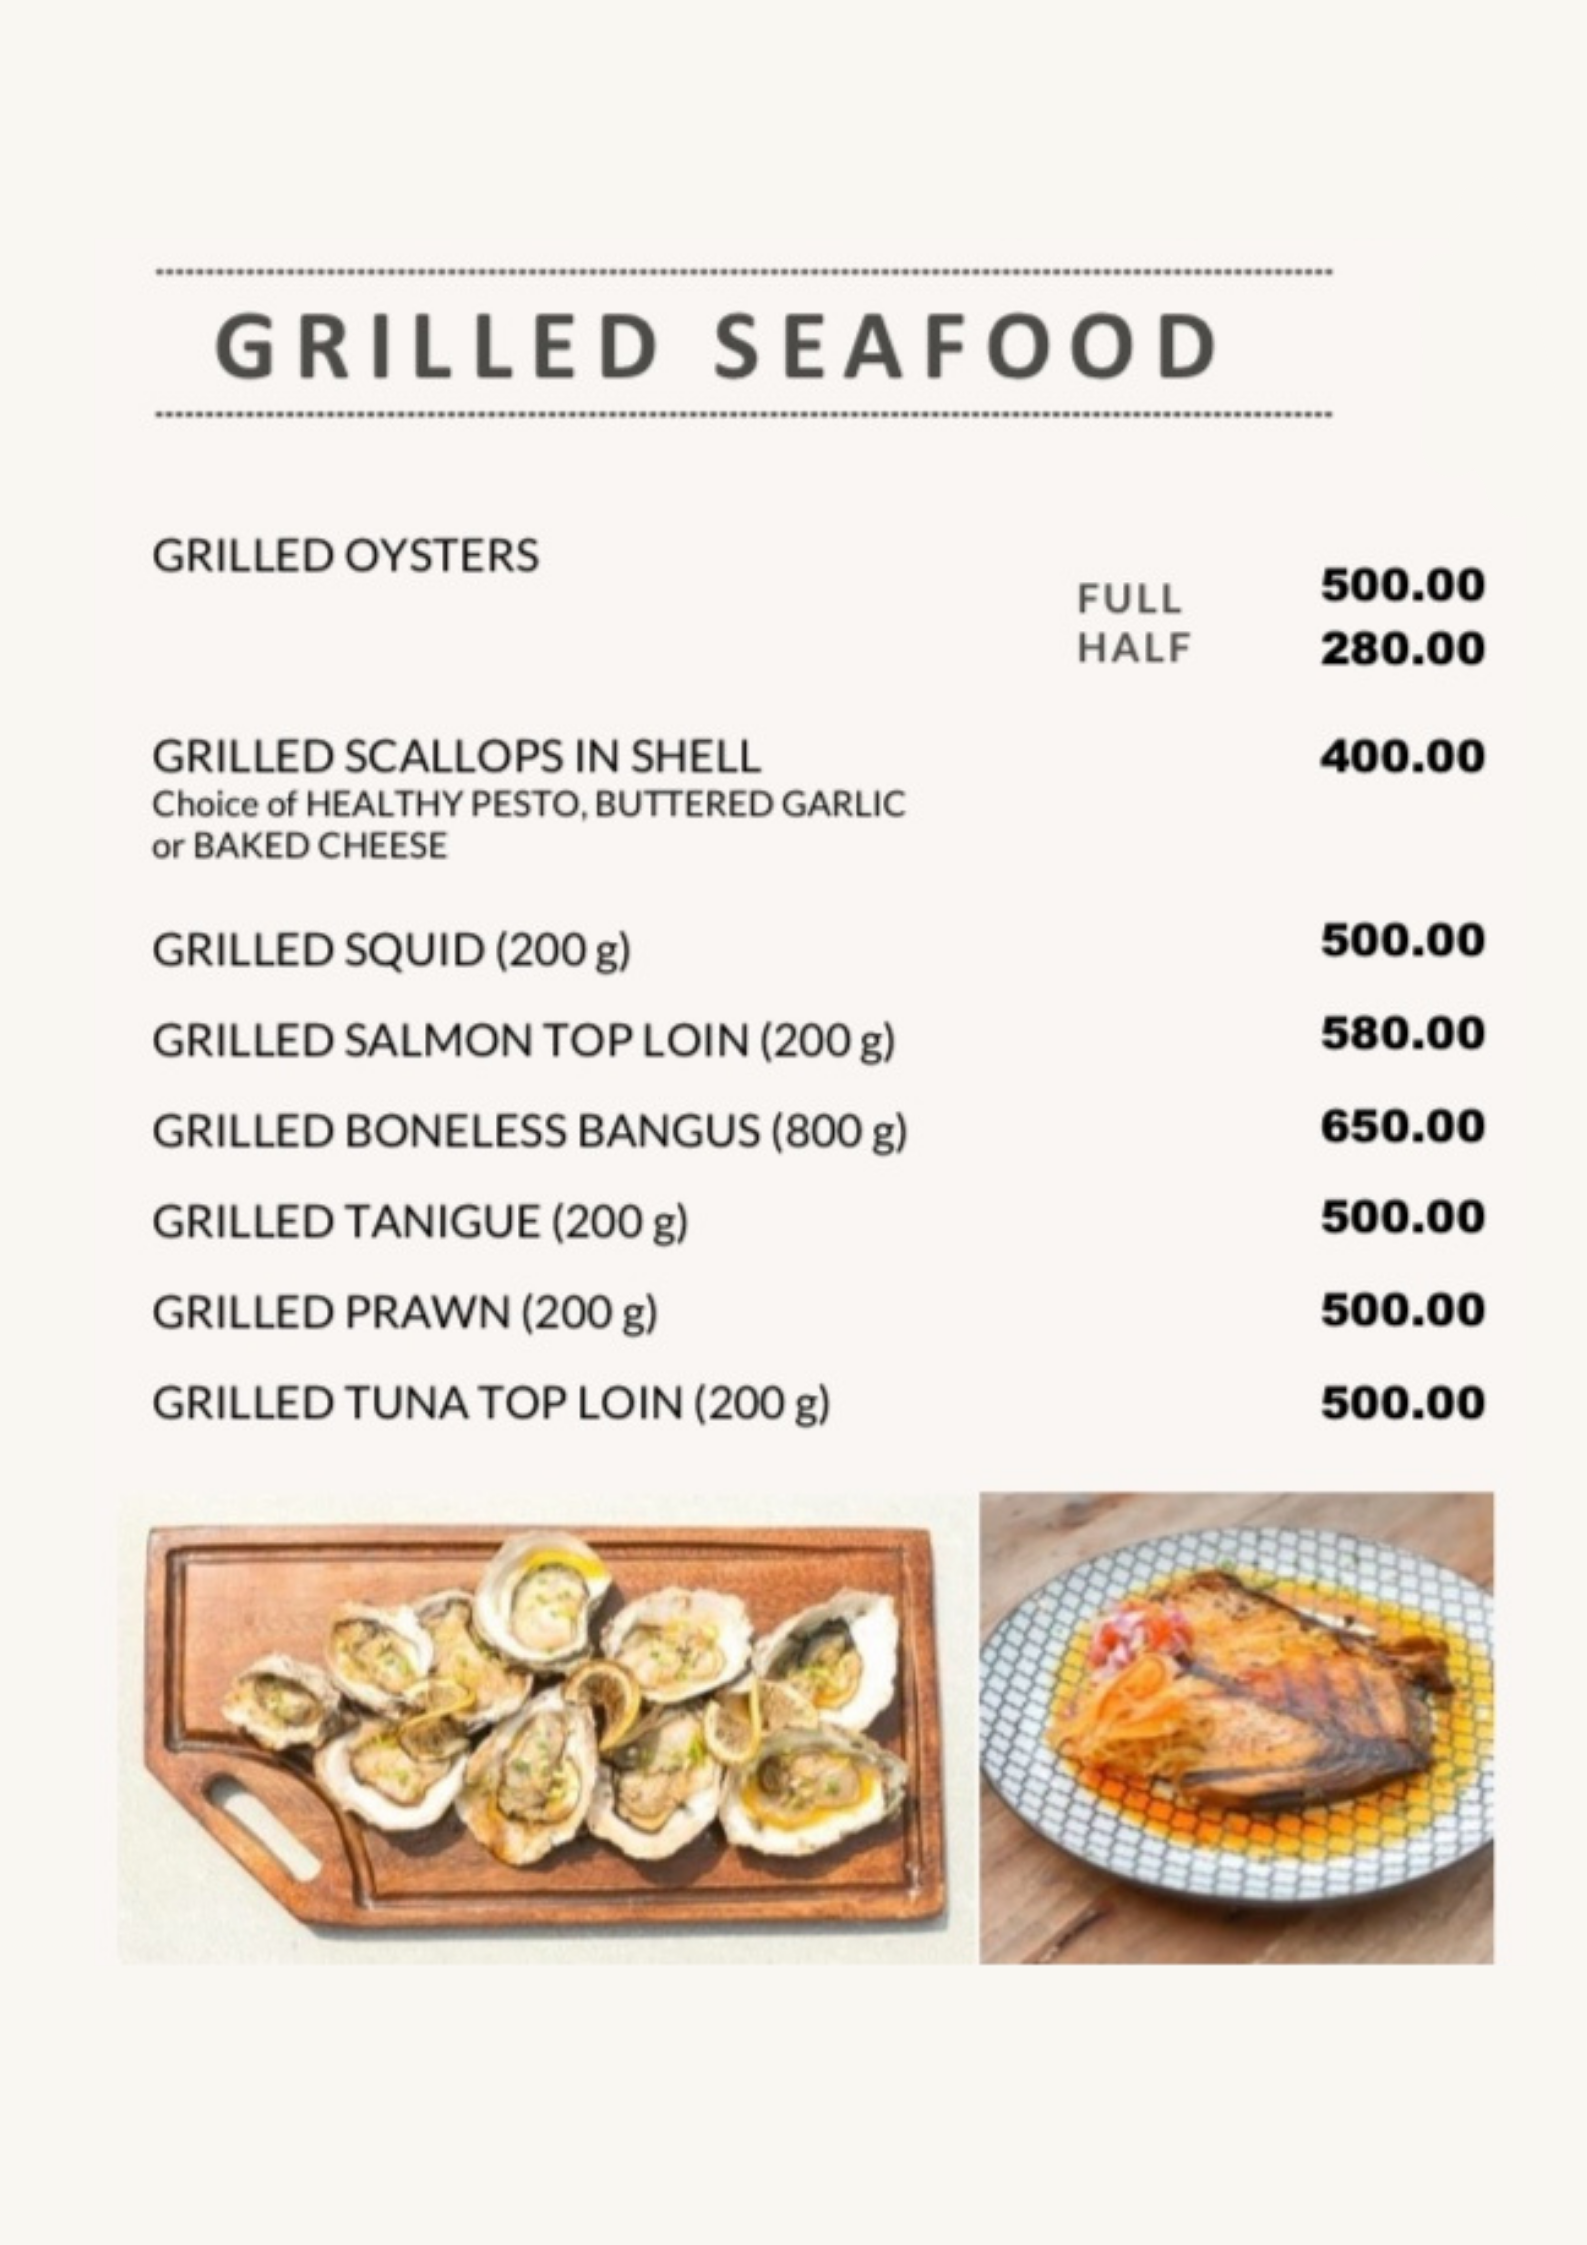 GRILLED SEAFOOD
GRILLED OYSTERS
FULL 500.00
HALF 280.00
GRILLED SCALLOPS IN SHELL 400.00
Choice of HEALTHY PESTO, BUTTERED GARLIC
or BAKED CHEESE
GRILLED SQUID (200 g) 500.00
GRILLED SALMON TOP LOIN (200 g) 580.00
GRILLED BONELESS BANGUS (800 g) 650.00
GRILLED TANIGUE (200 g) 500.00
GRILLED PRAWN (200 g) 500.00
GRILLED TUNA TOP LOIN (200 g) 500.00